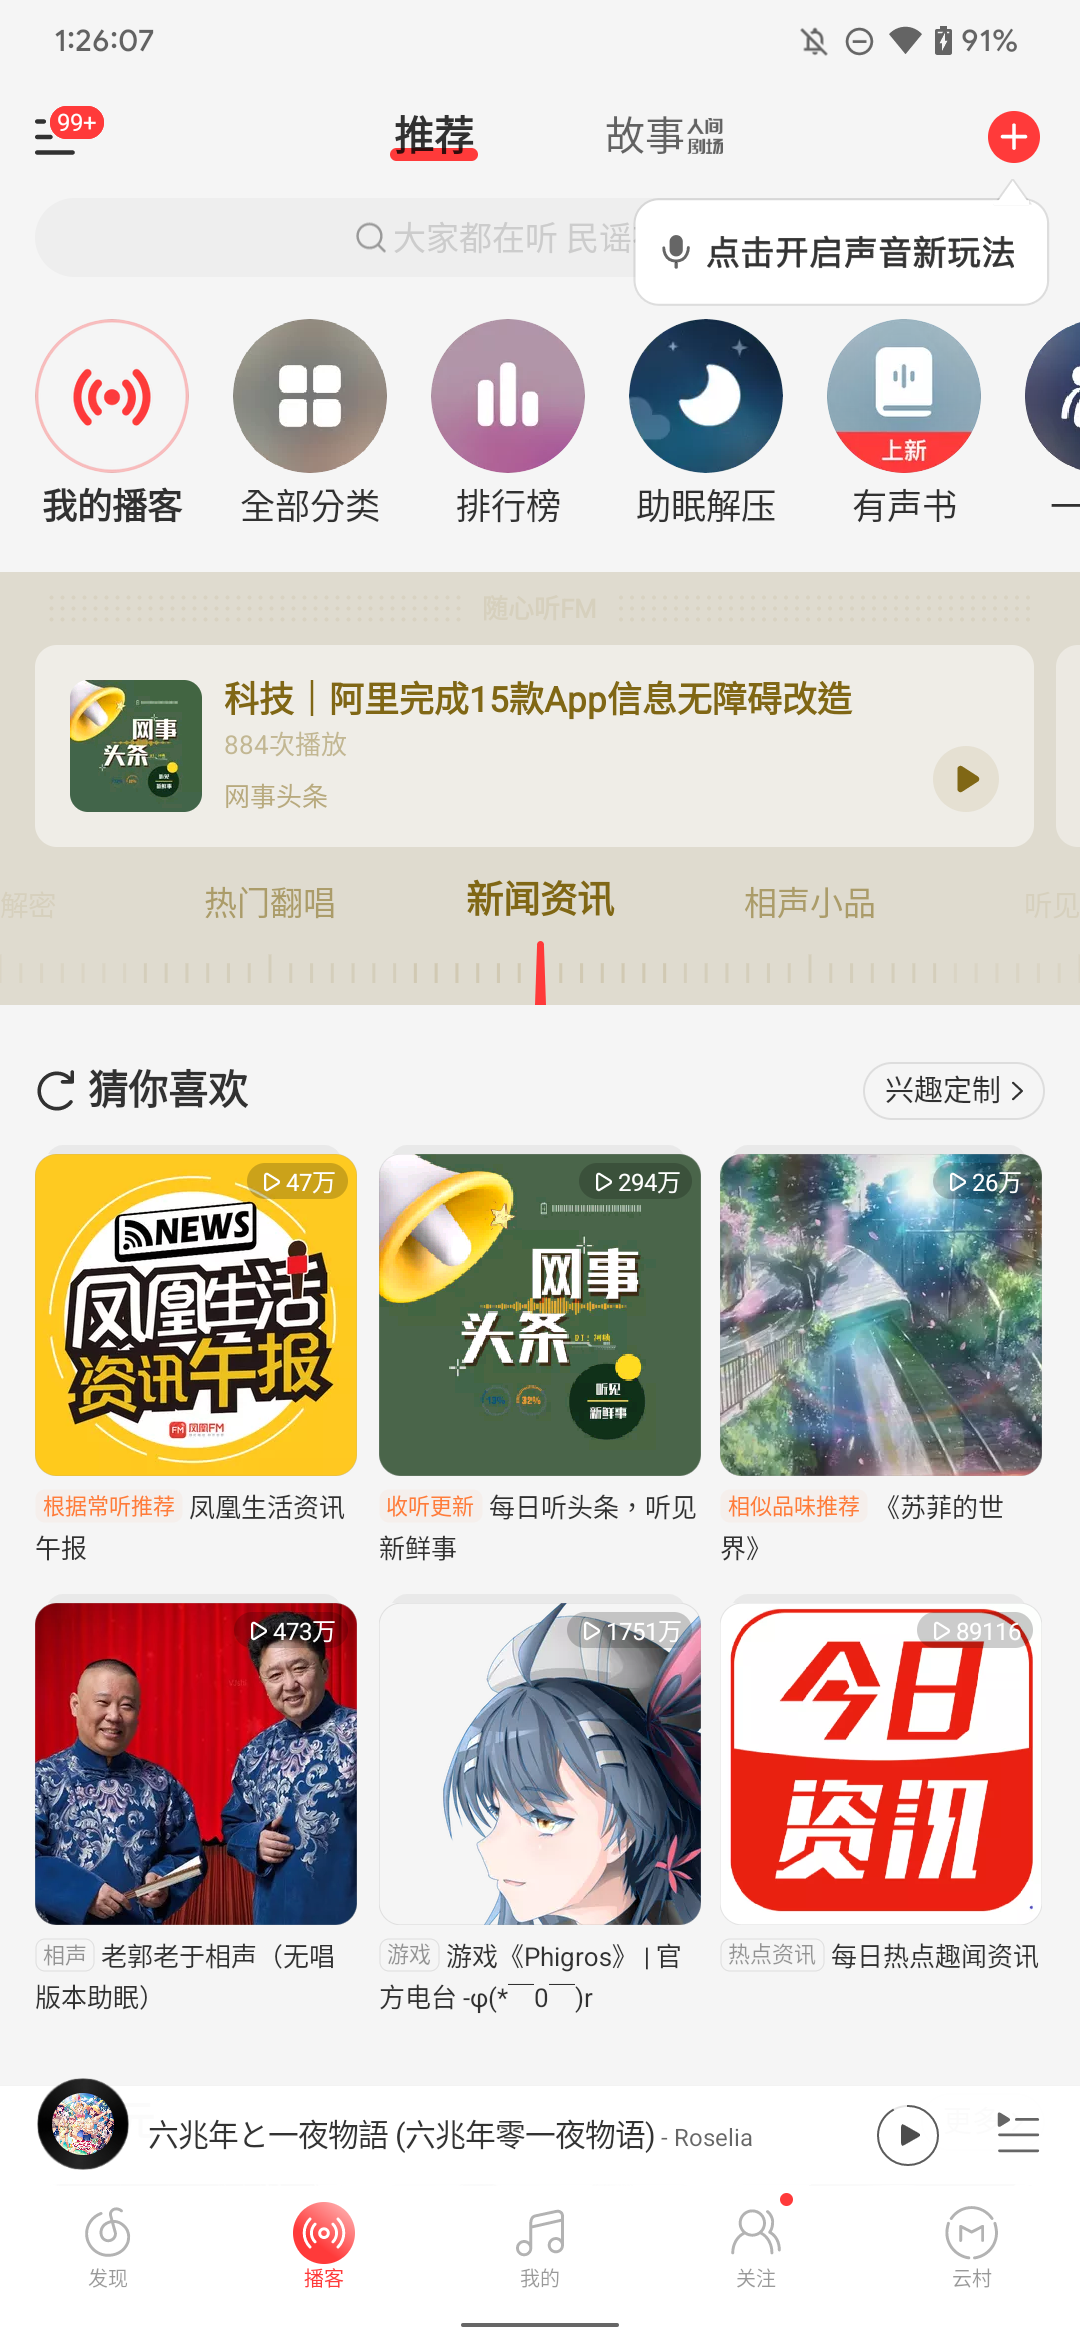 1:26:07
91%
99+
推荐
故事人间剧场
大家都在听 民谣
点击开启声音新玩法
上新
我的播客
全部分类
排行榜
助眠解压
有声书
一
随心听FM
科技｜阿里完成15款App信息无障碍改造
884次播放
网事头条
网事
头条
听见
新鲜事
解密
热门翻唱
新闻资讯
相声小品
听见
猜你喜欢
兴趣定制
47万
NEWS
凤凰生活
资讯午报
FM 凤凰FM
294万
网事
头条
13%
32%
听见
新鲜事
26万
根据常听推荐 凤凰生活资讯
午报
收听更新 每日听头条，听见
新鲜事
相似品味推荐 《苏菲的世
界》
473万
1751万
89116
今日
资讯
相声 老郭老于相声（无唱
版本助眠）
游戏 游戏《Phigros》 | 官
方电台 -φ(*￣0￣)r
热点资讯 每日热点趣闻资讯
六兆年と一夜物語 (六兆年零一夜物语) - Roselia
发现
播客
我的
关注
云村